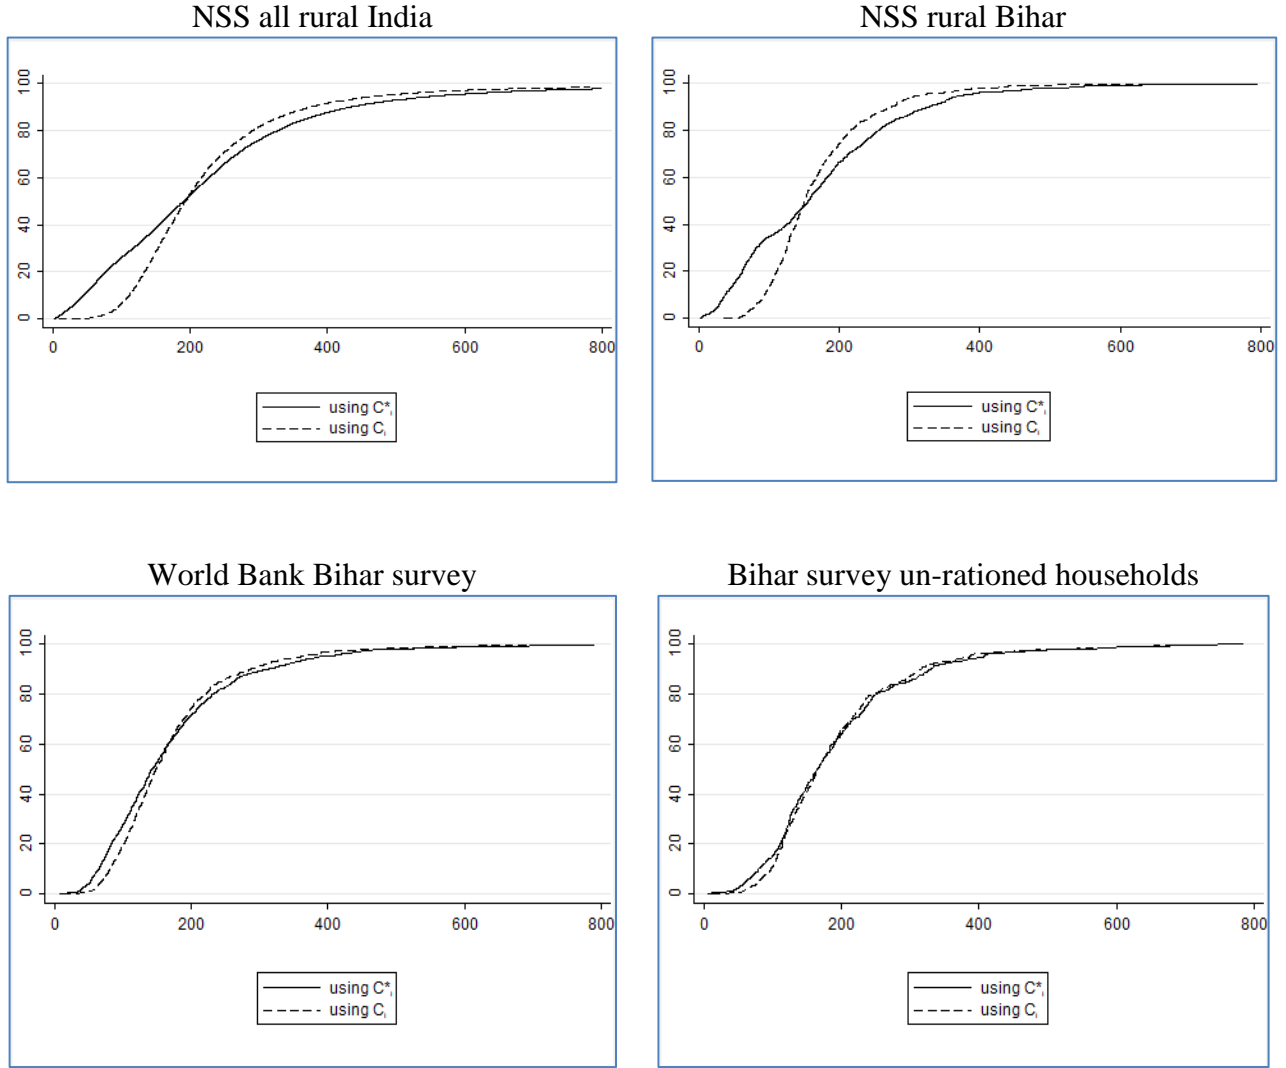 NSS all rural India
NSS rural Bihar
100
80
60
40
20
0
0 200 400 600 800
using C*i
using Ci
100
80
60
40
20
0
0 200 400 600 800
using C*i
using Ci
World Bank Bihar survey
Bihar survey un-rationed households
100
80
60
40
20
0
0 200 400 600 800
using C*i
using Ci
100
80
60
40
20
0
0 200 400 600 800
using C*i
using Ci